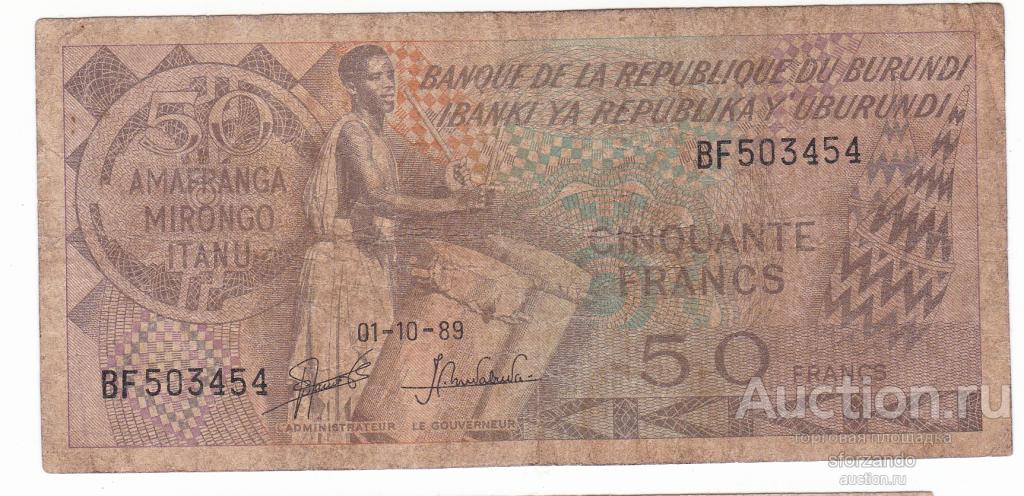 BANQUE DE LA REPUBLIQUE DU BURUNDI
IBANKI YA REPUBLIKA Y'UBURUNDI
50
AMAFRANGA
MIRONGO
ITANU
BF503454
CINQUANTE
FRANCS
01-10-89
BF503454
50 FRANCS
L'ADMINISTRATEUR LE GOUVERNEUR
Auction.ru
торговая площадка
sforzando
auction.ru